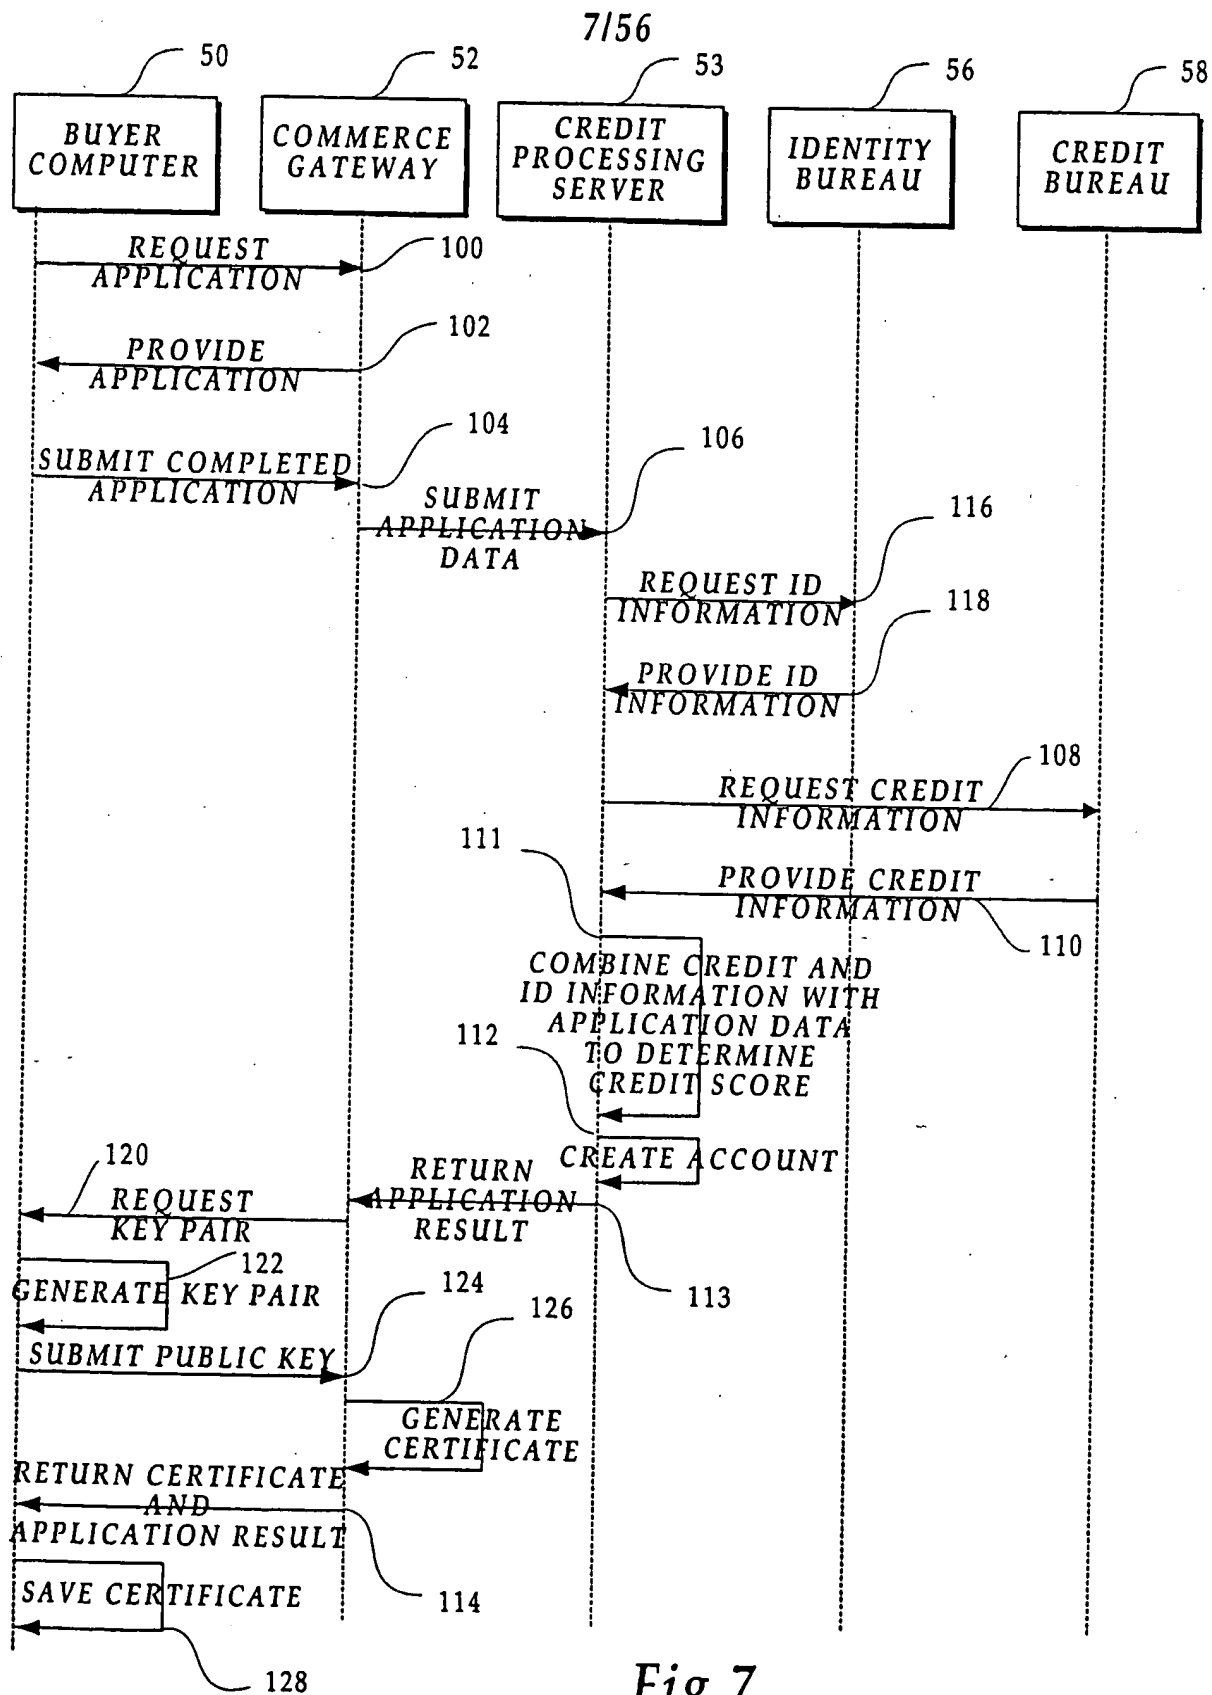 7/56
50
52
53
56
58
BUYER
COMPUTER
COMMERCE
GATEWAY
CREDIT
PROCESSING
SERVER
IDENTITY
BUREAU
CREDIT
BUREAU
REQUEST
APPLICATION
100
PROVIDE
APPLICATION
102
SUBMIT COMPLETED
APPLICATION
104
SUBMIT
APPLICATION
DATA
106
REQUEST ID
INFORMATION
116
PROVIDE ID
INFORMATION
118
REQUEST CREDIT
INFORMATION
108
PROVIDE CREDIT
INFORMATION
110
111
COMBINE CREDIT AND
ID INFORMATION WITH
APPLICATION DATA
TO DETERMINE
CREDIT SCORE
112
CREATE ACCOUNT
RETURN
APPLICATION
RESULT
113
120
REQUEST
KEY PAIR
122
GENERATE KEY PAIR
124
SUBMIT PUBLIC KEY
126
GENERATE
CERTIFICATE
RETURN CERTIFICATE
AND
APPLICATION RESULT
114
SAVE CERTIFICATE
128
Fig.7